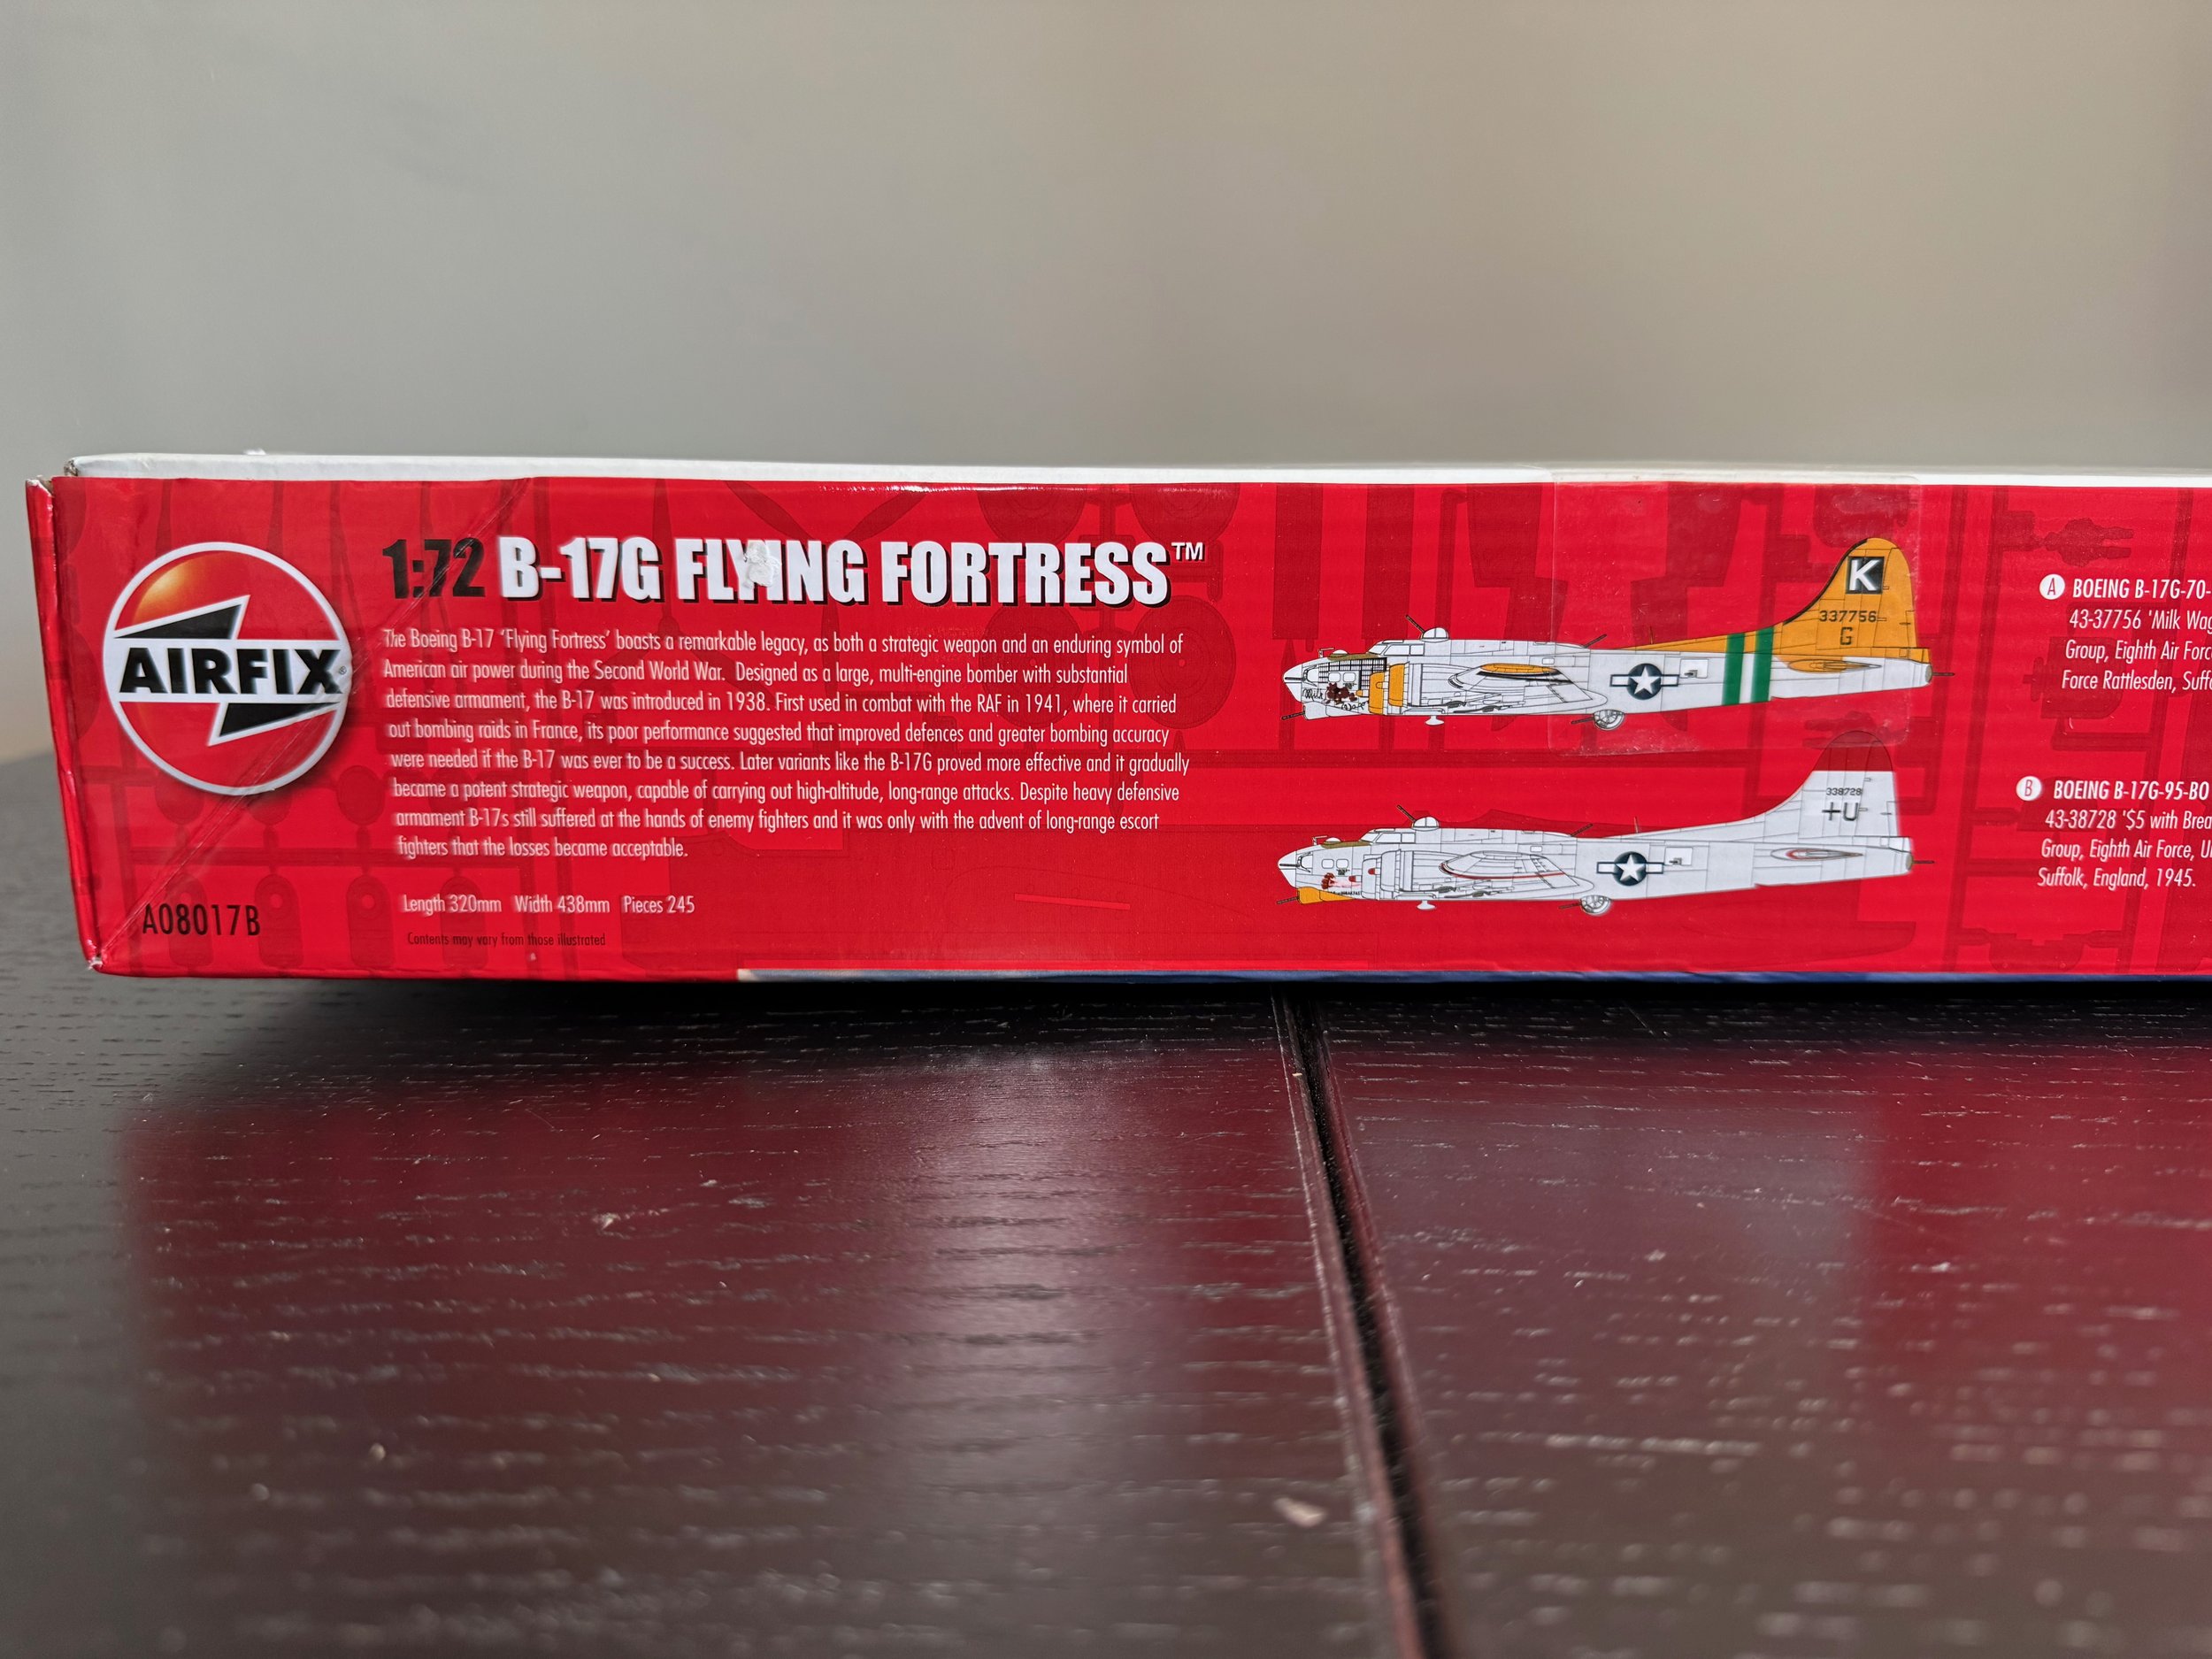 AIRFIX
A08017B
1:72 B-17G FLYING FORTRESS™
The Boeing B-17 ‘Flying Fortress’ boasts a remarkable legacy, as both a strategic weapon and an enduring symbol of
American air power during the Second World War. Designed as a large, multi-engine bomber with substantial
defensive armament, the B-17 was introduced in 1938. First used in combat with the RAF in 1941, where it carried
out bombing raids in France, its poor performance suggested that improved defences and greater bombing accuracy
were needed if the B-17 was ever to be a success. Later variants like the B-17G proved more effective and it gradually
became a potent strategic weapon, capable of carrying out high-altitude, long-range attacks. Despite heavy defensive
armament B-17s still suffered at the hands of enemy fighters and it was only with the advent of long-range escort
fighters that the losses became acceptable.
Length 320mm Width 438mm Pieces 245
Contents may vary from those illustrated
K
337756
G
338728
+U
A BOEING B-17G-70-
43-37756 'Milk Wag
Group, Eighth Air Forc
Force Rattlesden, Suff
B BOEING B-17G-95-BO
43-38728 '$5 with Brea
Group, Eighth Air Force, U
Suffolk, England, 1945.